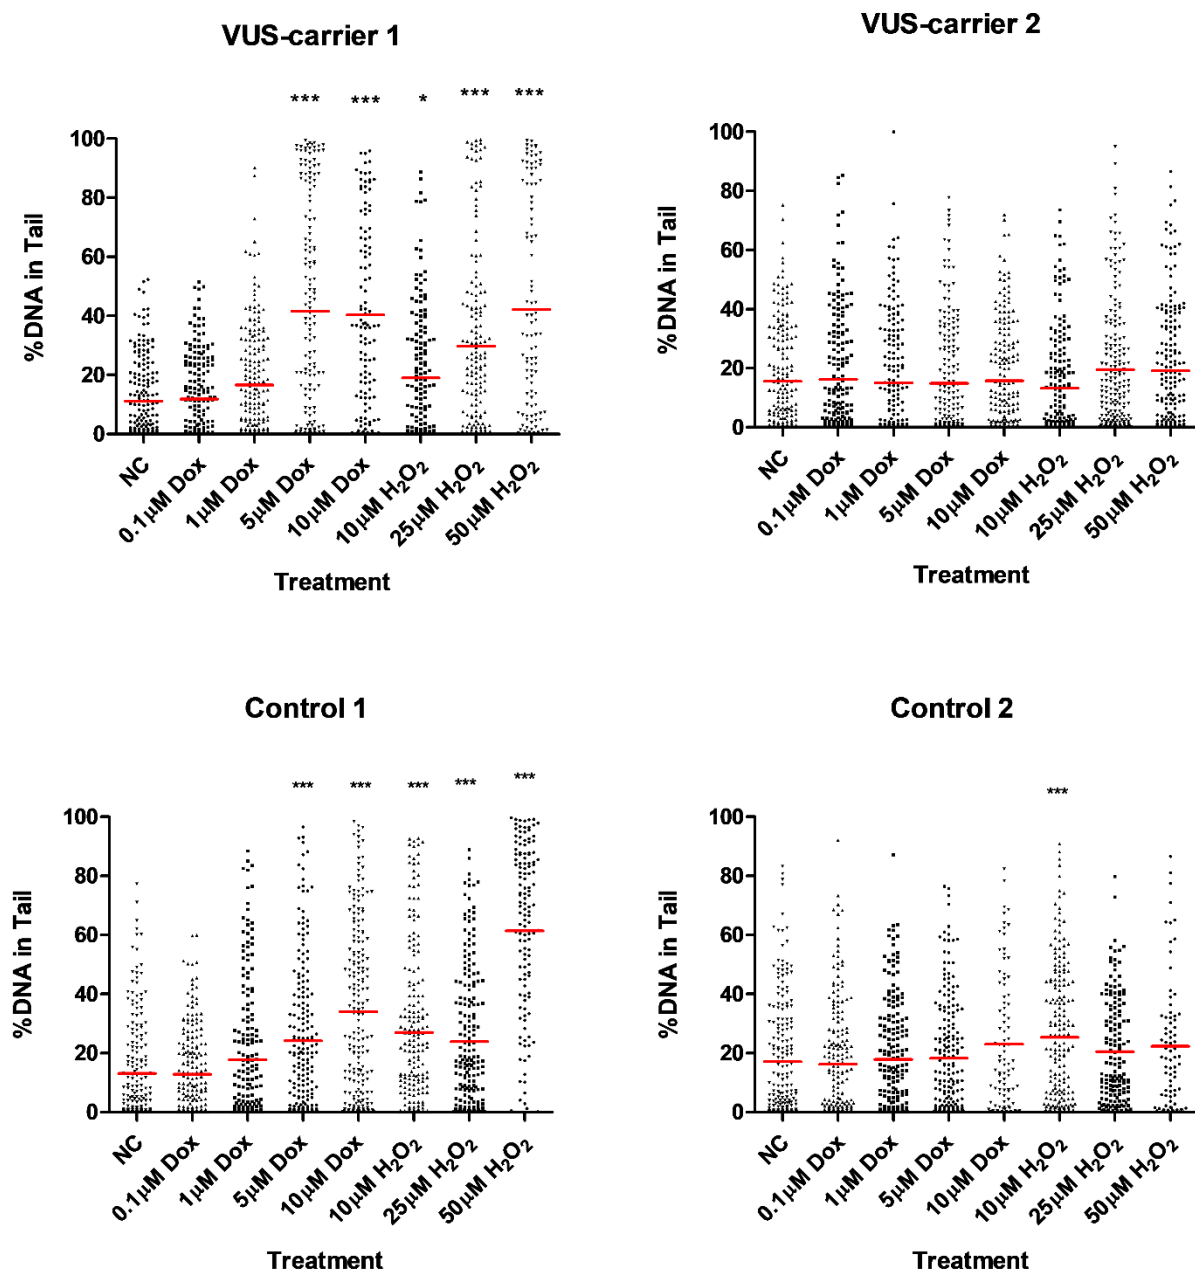 VUS-carrier 1
*** *** * *** ***
%DNA in Tail
100
80
60
40
20
0
NC
0.1µM Dox
1µM Dox
5µM Dox
10µM Dox
10µM H₂O₂
25µM H₂O₂
50µM H₂O₂
Treatment
VUS-carrier 2
%DNA in Tail
100
80
60
40
20
0
NC
0.1µM Dox
1µM Dox
5µM Dox
10µM Dox
10µM H₂O₂
25µM H₂O₂
50µM H₂O₂
Treatment
Control 1
*** *** *** *** ***
%DNA in Tail
100
80
60
40
20
0
NC
0.1µM Dox
1µM Dox
5µM Dox
10µM Dox
10µM H₂O₂
25µM H₂O₂
50µM H₂O₂
Treatment
Control 2
***
%DNA in Tail
100
80
60
40
20
0
NC
0.1µM Dox
1µM Dox
5µM Dox
10µM Dox
10µM H₂O₂
25µM H₂O₂
50µM H₂O₂
Treatment